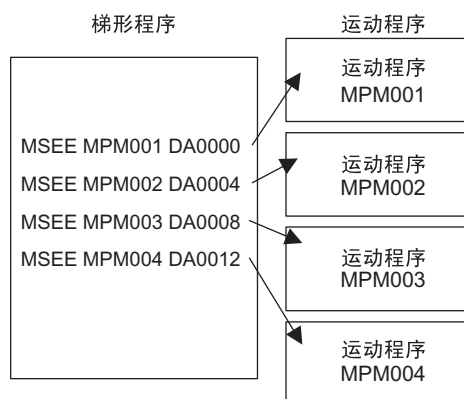 梯形程序
MSEE MPM001 DA0000
MSEE MPM002 DA0004
MSEE MPM003 DA0008
MSEE MPM004 DA0012
运动程序
运动程序
MPM001
运动程序
MPM002
运动程序
MPM003
运动程序
MPM004